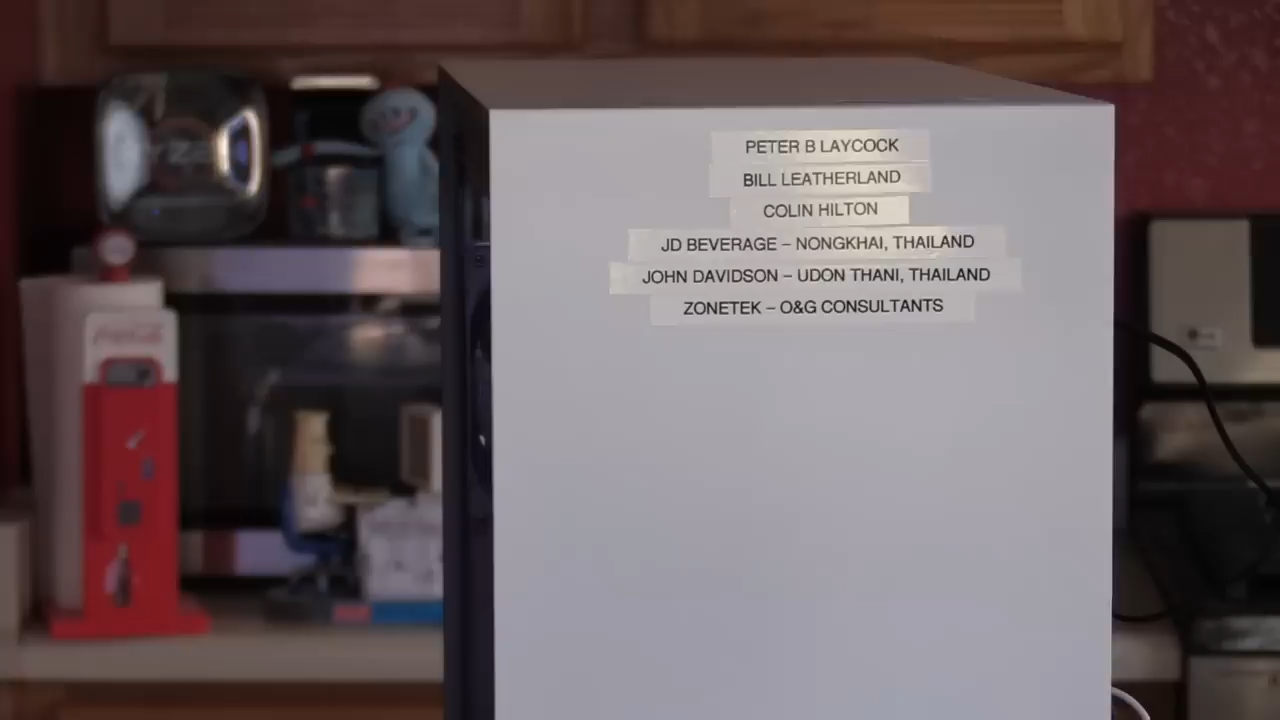 PETER B LAYCOCK
BILL LEATHERLAND
COLIN HILTON
JD BEVERAGE – NONGKHAI, THAILAND
JOHN DAVIDSON – UDON THANI, THAILAND
ZONETEK – O&G CONSULTANTS